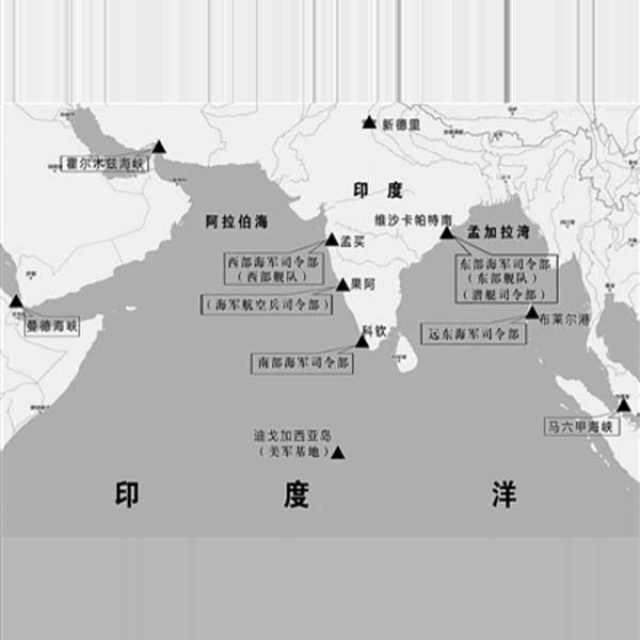 新德里
霍尔木兹海峡
印度
阿拉伯海
维沙卡帕特南
孟加拉湾
孟买
西部海军司令部
（西部舰队）
东部海军司令部
（东部舰队）
（潜艇司令部）
果阿
（海军航空兵司令部）
曼德海峡
布莱尔港
远东海军司令部
科钦
南部海军司令部
马六甲海峡
迪戈加西亚岛
（美军基地）
印度洋